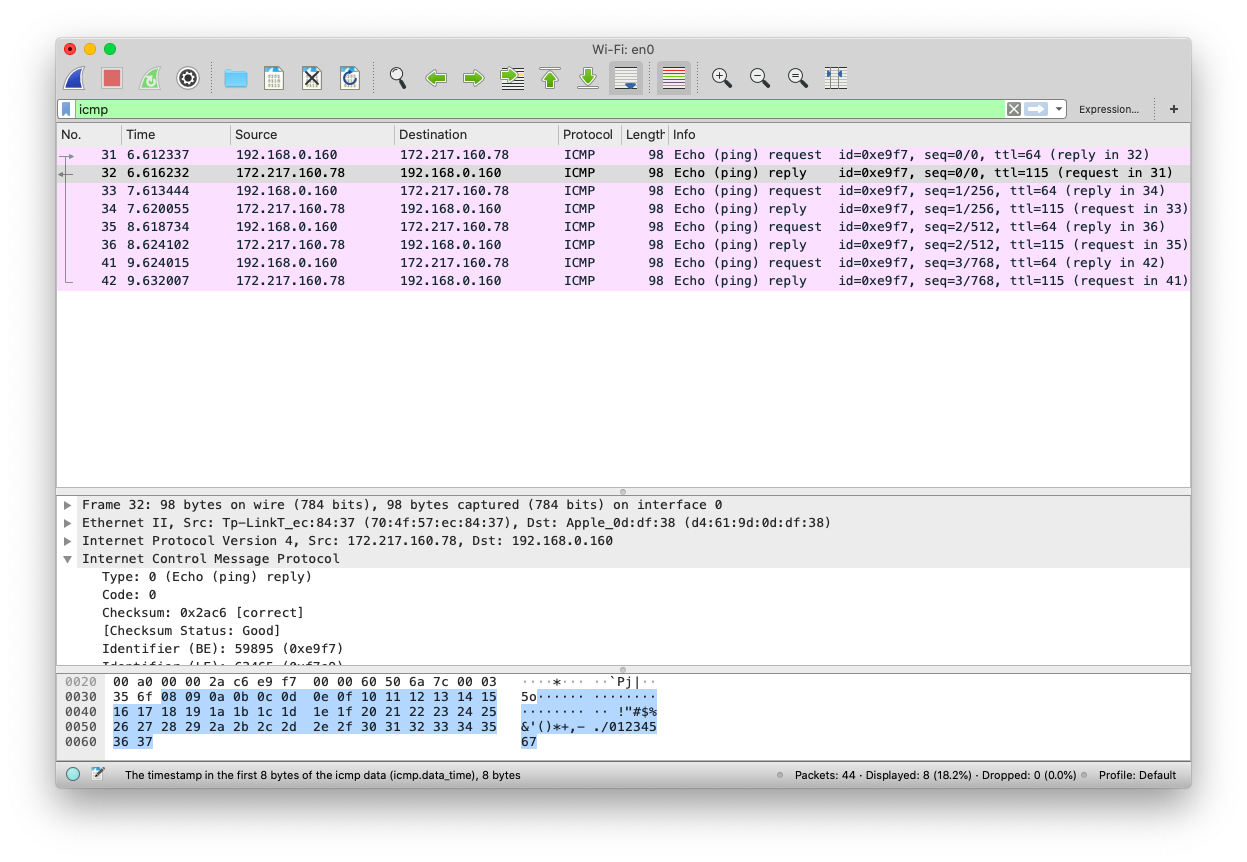 Wi-Fi: en0
icmp Expression... +
No. Time Source Destination Protocol Length Info
31 6.612337 192.168.0.160 172.217.160.78 ICMP 98 Echo (ping) request id=0xe9f7, seq=0/0, ttl=64 (reply in 32)
32 6.616232 172.217.160.78 192.168.0.160 ICMP 98 Echo (ping) reply id=0xe9f7, seq=0/0, ttl=115 (request in 31)
33 7.613444 192.168.0.160 172.217.160.78 ICMP 98 Echo (ping) request id=0xe9f7, seq=1/256, ttl=64 (reply in 34)
34 7.620055 172.217.160.78 192.168.0.160 ICMP 98 Echo (ping) reply id=0xe9f7, seq=1/256, ttl=115 (request in 33)
35 8.618734 192.168.0.160 172.217.160.78 ICMP 98 Echo (ping) request id=0xe9f7, seq=2/512, ttl=64 (reply in 36)
36 8.624102 172.217.160.78 192.168.0.160 ICMP 98 Echo (ping) reply id=0xe9f7, seq=2/512, ttl=115 (request in 35)
41 9.624015 192.168.0.160 172.217.160.78 ICMP 98 Echo (ping) request id=0xe9f7, seq=3/768, ttl=64 (reply in 42)
42 9.632007 172.217.160.78 192.168.0.160 ICMP 98 Echo (ping) reply id=0xe9f7, seq=3/768, ttl=115 (request in 41)
Frame 32: 98 bytes on wire (784 bits), 98 bytes captured (784 bits) on interface 0
Ethernet II, Src: Tp-LinkT_ec:84:37 (70:4f:57:ec:84:37), Dst: Apple_0d:df:38 (d4:61:9d:0d:df:38)
Internet Protocol Version 4, Src: 172.217.160.78, Dst: 192.168.0.160
Internet Control Message Protocol
Type: 0 (Echo (ping) reply)
Code: 0
Checksum: 0x2ac6 [correct]
[Checksum Status: Good]
Identifier (BE): 59895 (0xe9f7)
0020 00 a0 00 00 2a c6 e9 f7 00 00 60 50 6a 7c 00 03 ····*··· ··`Pj|··
0030 35 6f 08 09 0a 0b 0c 0d 0e 0f 10 11 12 13 14 15 5o······ ········
0040 16 17 18 19 1a 1b 1c 1d 1e 1f 20 21 22 23 24 25 ········ ·· !"#$%
0050 26 27 28 29 2a 2b 2c 2d 2e 2f 30 31 32 33 34 35 &'()*+,- ./012345
0060 36 37 67
The timestamp in the first 8 bytes of the icmp data (icmp.data_time), 8 bytes Packets: 44 · Displayed: 8 (18.2%) · Dropped: 0 (0.0%) Profile: Default